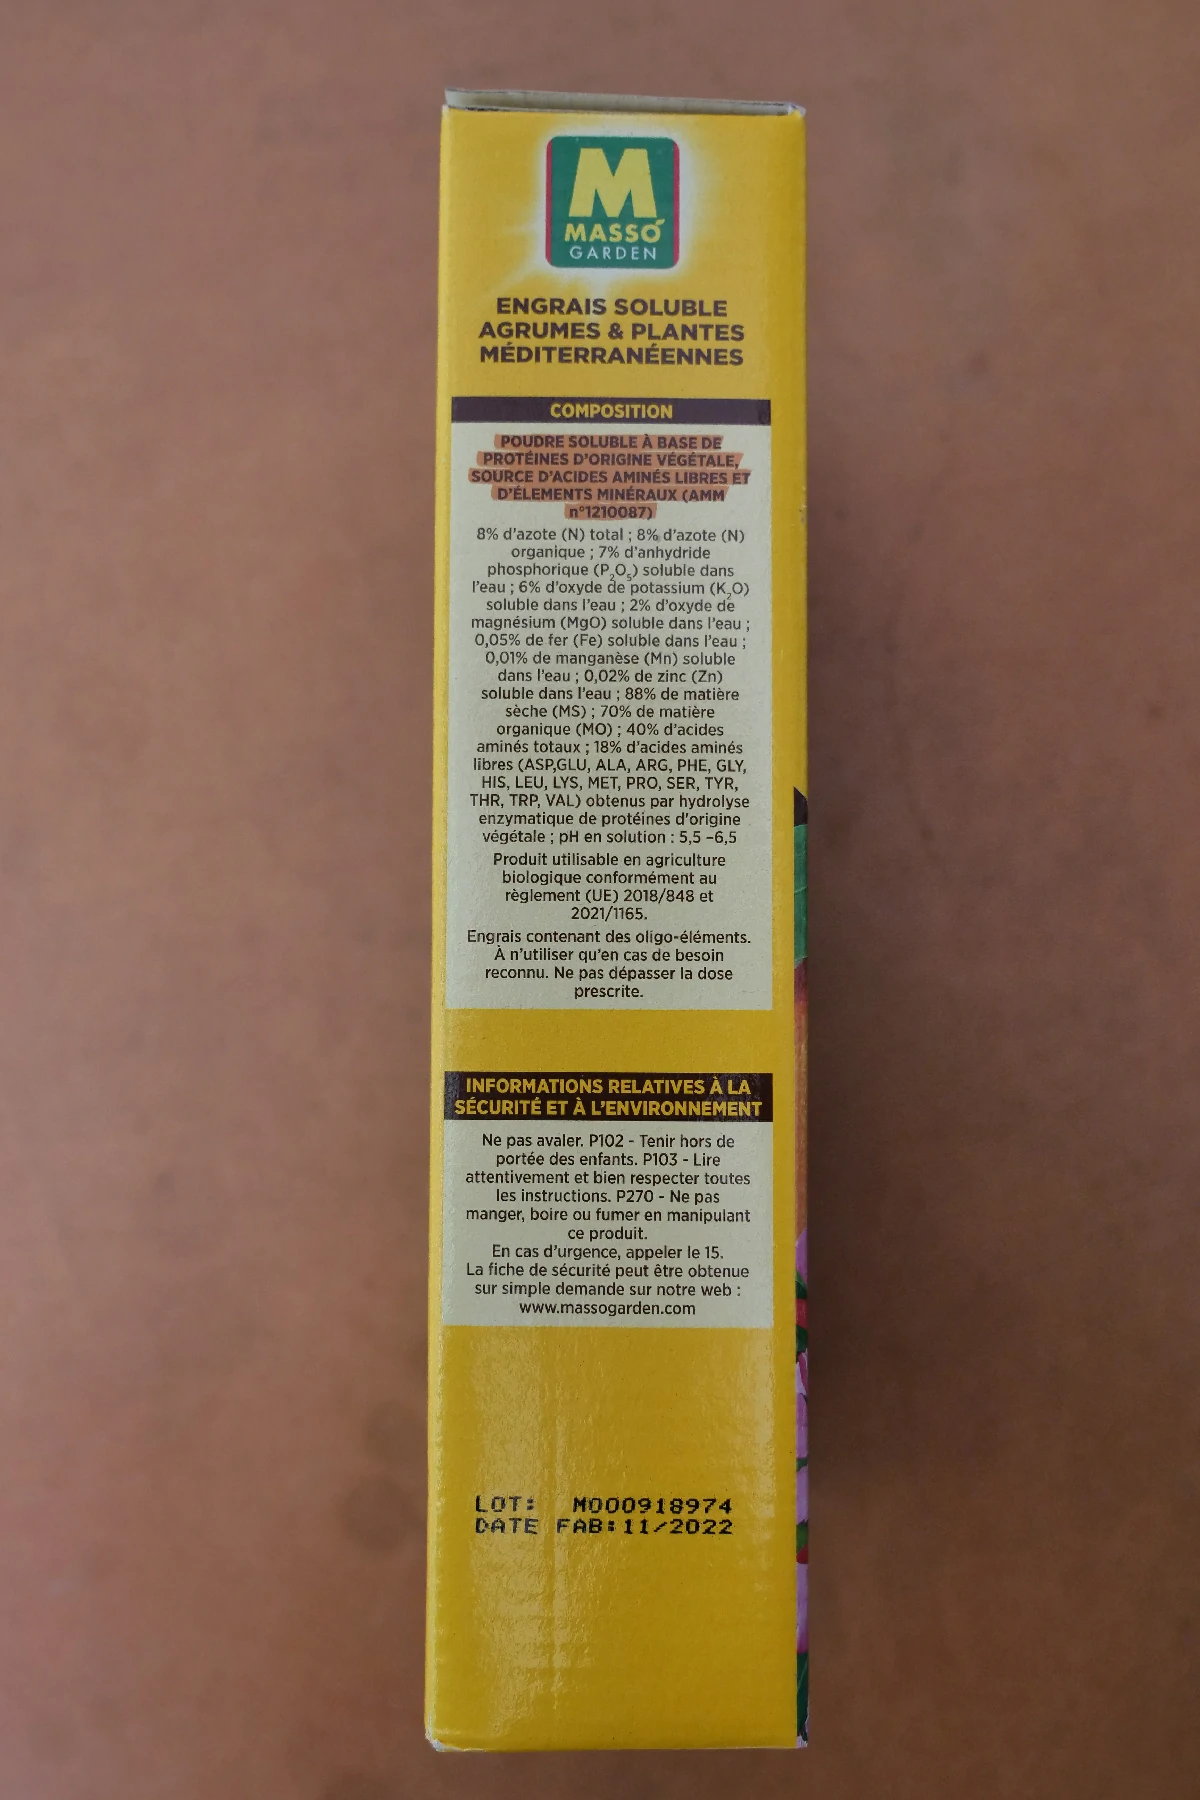 M
MASSÓ
GARDEN
ENGRAIS SOLUBLE
AGRUMES & PLANTES
MÉDITERRANÉENNES
COMPOSITION
POUDRE SOLUBLE À BASE DE
PROTÉINES D'ORIGINE VÉGÉTALE,
SOURCE D'ACIDES AMINÉS LIBRES ET
D'ÉLEMENTS MINÉRAUX (AMM
n°1210087)
8% d'azote (N) total ; 8% d'azote (N)
organique ; 7% d'anhydride
phosphorique (P₂O₅) soluble dans
l'eau ; 6% d'oxyde de potassium (K₂O)
soluble dans l'eau ; 2% d'oxyde de
magnésium (MgO) soluble dans l'eau ;
0,05% de fer (Fe) soluble dans l'eau ;
0,01% de manganèse (Mn) soluble
dans l'eau ; 0,02% de zinc (Zn)
soluble dans l'eau ; 88% de matière
sèche (MS) ; 70% de matière
organique (MO) ; 40% d'acides
aminés totaux ; 18% d'acides aminés
libres (ASP,GLU, ALA, ARG, PHE, GLY,
HIS, LEU, LYS, MET, PRO, SER, TYR,
THR, TRP, VAL) obtenus par hydrolyse
enzymatique de protéines d'origine
végétale ; pH en solution : 5,5 –6,5
Produit utilisable en agriculture
biologique conformément au
règlement (UE) 2018/848 et
2021/1165.
Engrais contenant des oligo-éléments.
À n'utiliser qu'en cas de besoin
reconnu. Ne pas dépasser la dose
prescrite.
INFORMATIONS RELATIVES À LA
SÉCURITÉ ET À L'ENVIRONNEMENT
Ne pas avaler. P102 - Tenir hors de
portée des enfants. P103 - Lire
attentivement et bien respecter toutes
les instructions. P270 - Ne pas
manger, boire ou fumer en manipulant
ce produit.
En cas d'urgence, appeler le 15.
La fiche de sécurité peut être obtenue
sur simple demande sur notre web :
www.massogarden.com
LOT: M000918974
DATE FAB:11/2022